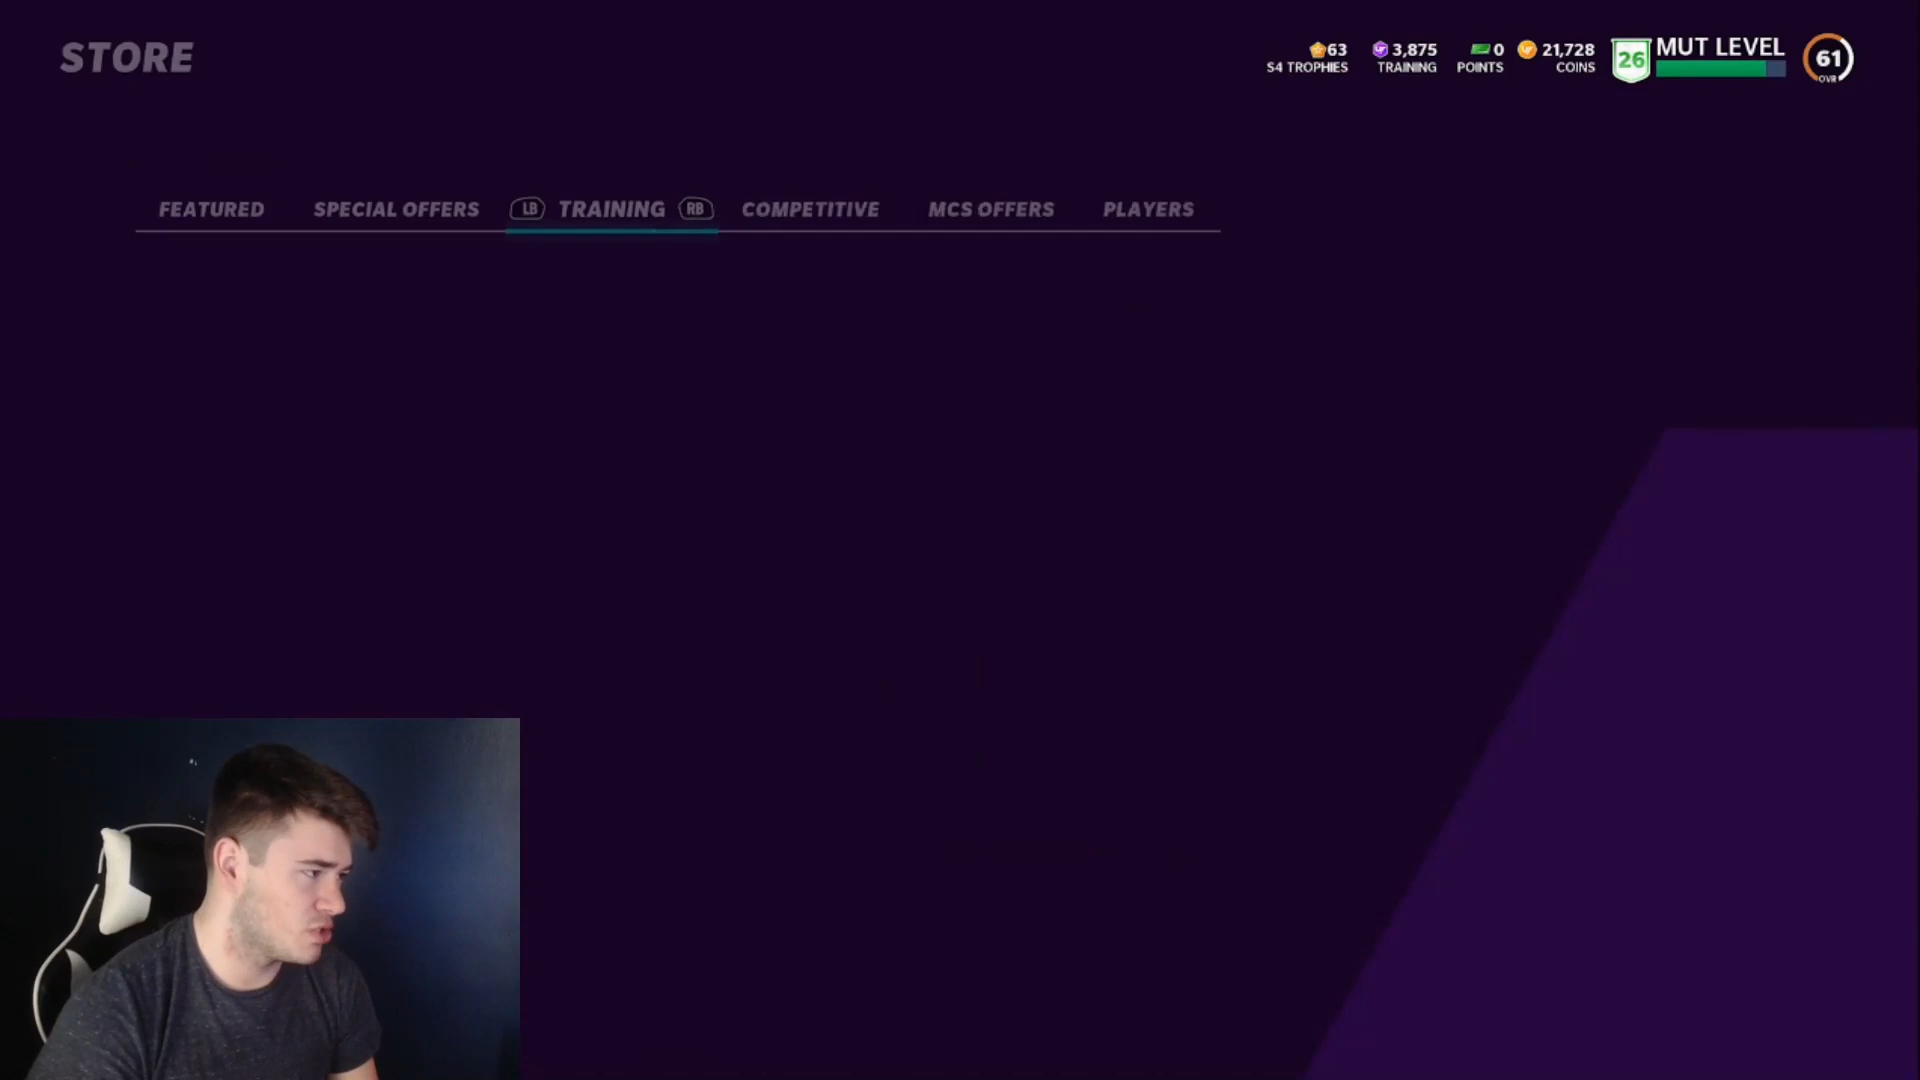 STORE
63 3,875 0 21,728
S4 TROPHIES TRAINING POINTS COINS
26 MUT LEVEL 61 OVR
FEATURED SPECIAL OFFERS LB TRAINING RB COMPETITIVE MCS OFFERS PLAYERS